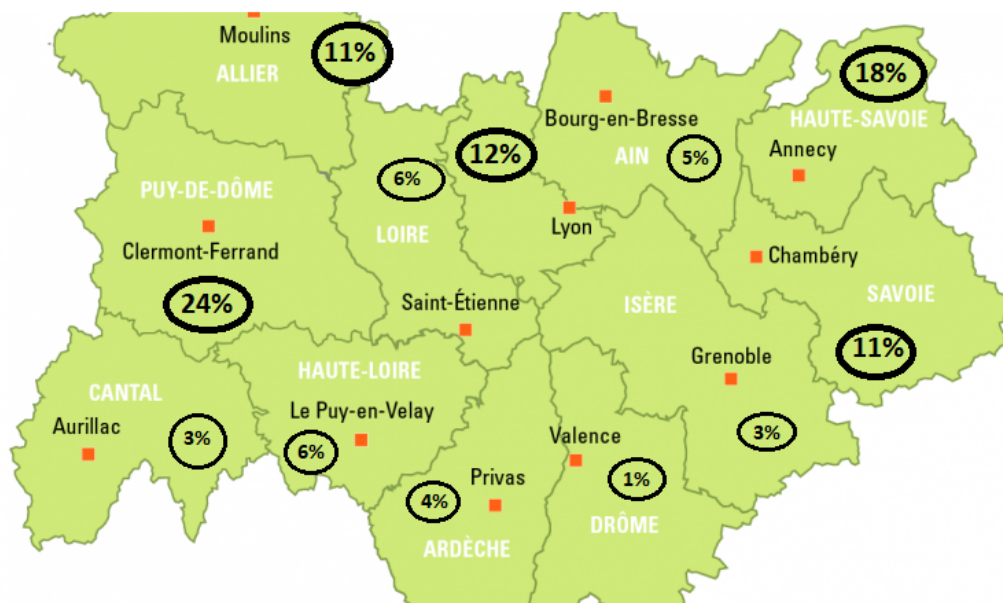 Moulins
11%
ALLIER
18%
HAUTE-SAVOIE
Bourg-en-Bresse
12%
AIN
5%
Annecy
6%
PUY-DE-DÔME
LOIRE
Lyon
Clermont-Ferrand
Chambéry
24%
Saint-Étienne
ISÈRE
SAVOIE
11%
HAUTE-LOIRE
Grenoble
CANTAL
Le Puy-en-Velay
Aurillac
3%
6%
Valence
3%
4%
Privas
1%
DRÔME
ARDÈCHE